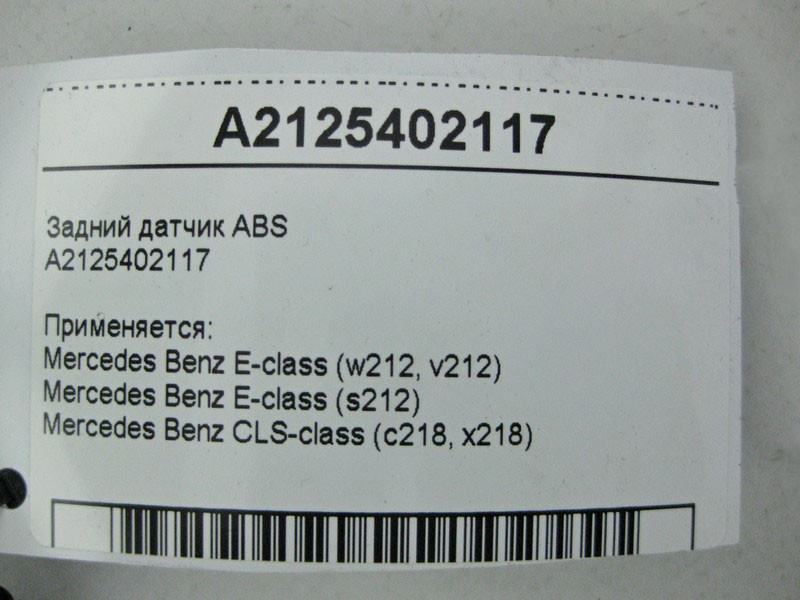 A2125402117
Задний датчик ABS
A2125402117
Применяется:
Mercedes Benz E-class (w212, v212)
Mercedes Benz E-class (s212)
Mercedes Benz CLS-class (c218, x218)